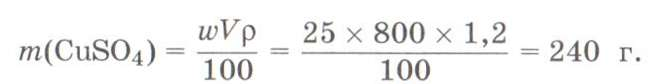 m(CuSO₄) = wVρ/100 = 25 × 800 × 1,2/100 = 240 г.